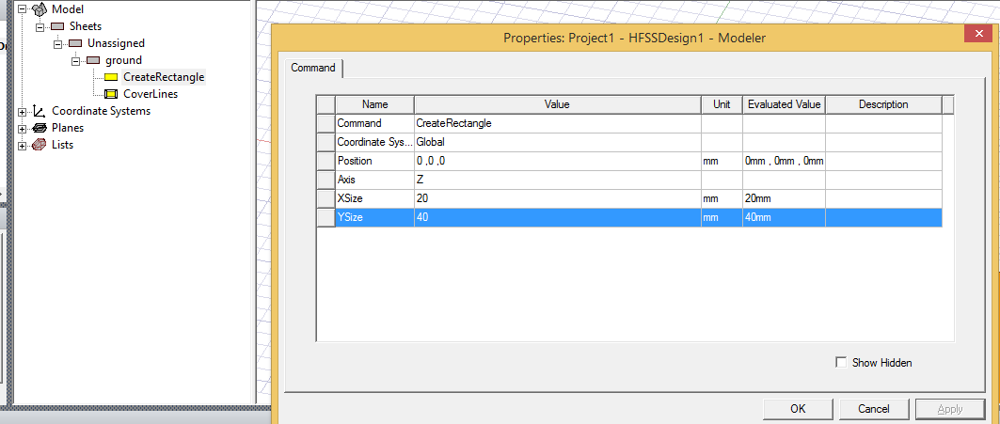 Model
Sheets
Unassigned
ground
CreateRectangle
CoverLines
Coordinate Systems
Planes
Lists
Properties: Project1 - HFSSDesign1 - Modeler
Command
Name Value Unit Evaluated Value Description
Command CreateRectangle
Coordinate Sys... Global
Position 0 ,0 ,0 mm 0mm , 0mm , 0mm
Axis Z
XSize 20 mm 20mm
YSize 40 mm 40mm
Show Hidden
OK Cancel Apply